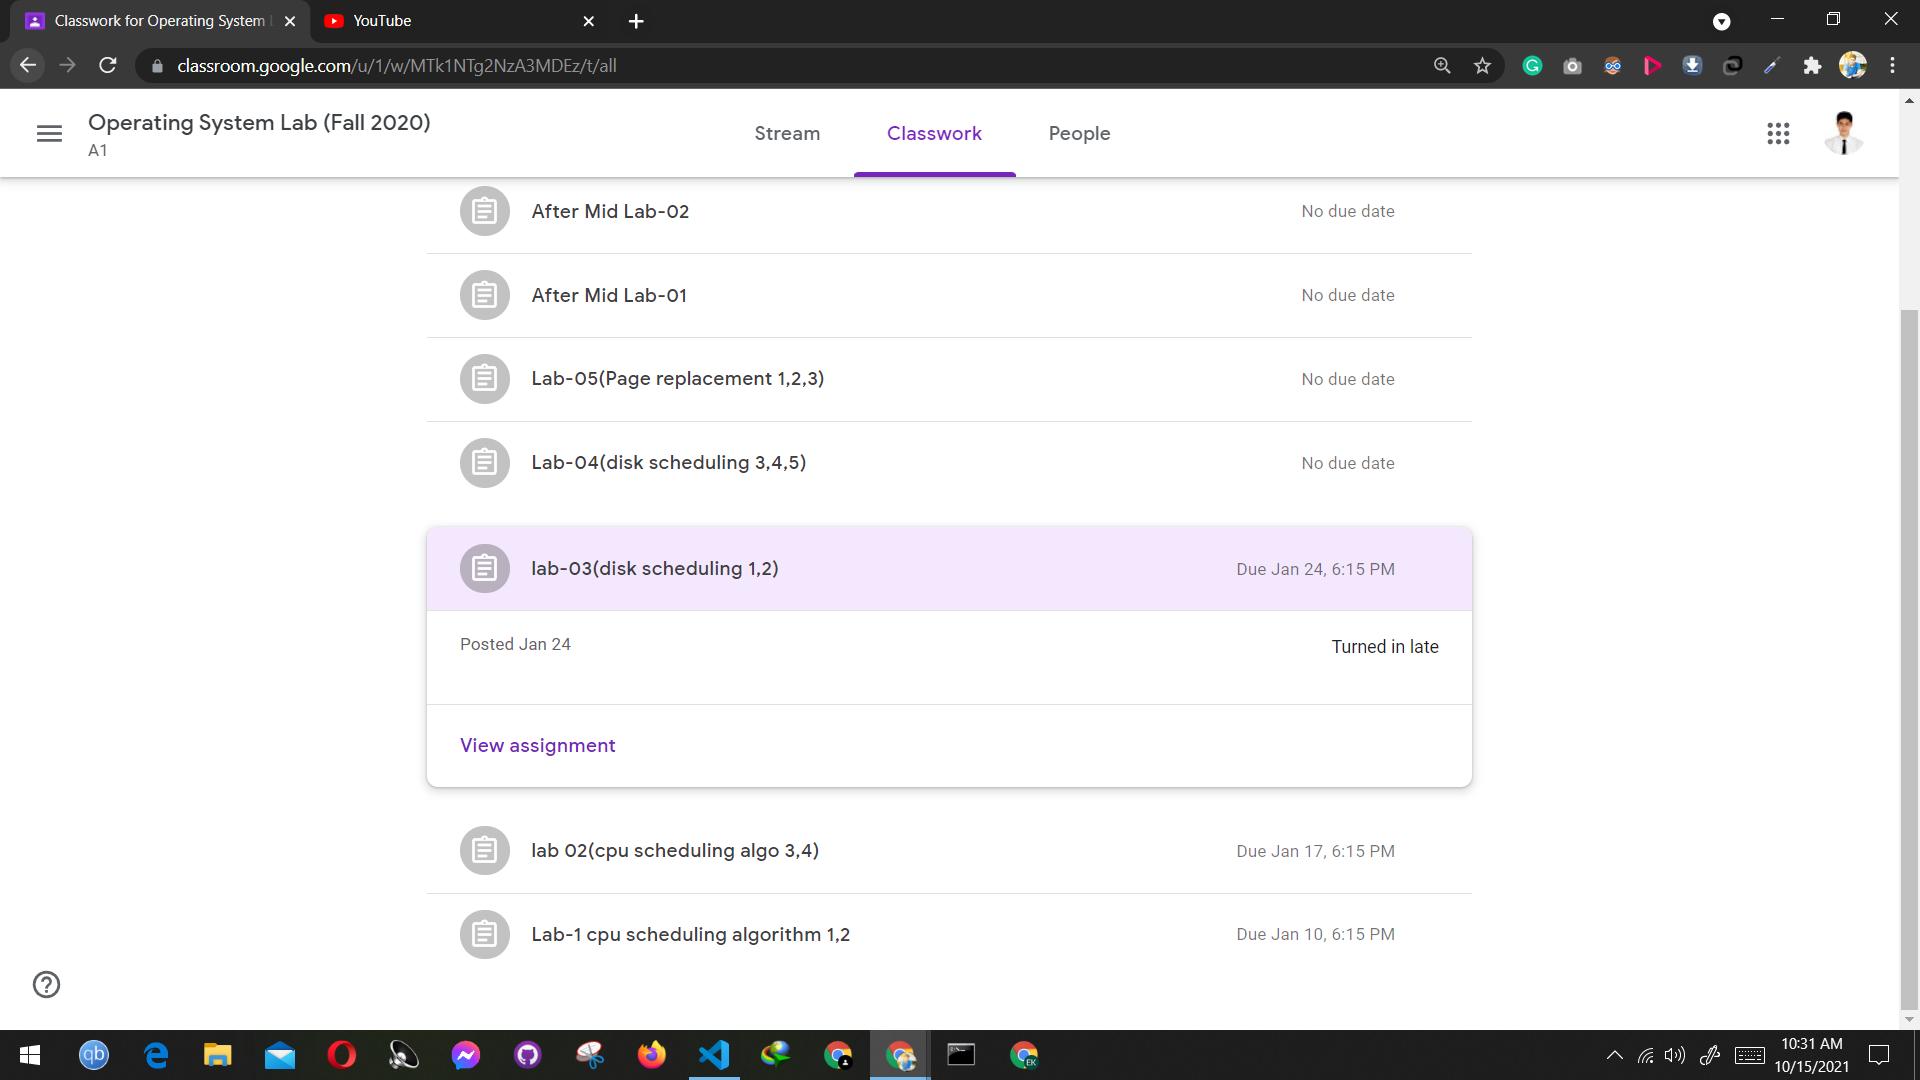 Classwork for Operating System
YouTube
classroom.google.com/u/1/w/MTk1NTg2NzA3MDEz/t/all
Operating System Lab (Fall 2020)
A1
Stream
Classwork
People
After Mid Lab-02
No due date
After Mid Lab-01
No due date
Lab-05(Page replacement 1,2,3)
No due date
Lab-04(disk scheduling 3,4,5)
No due date
lab-03(disk scheduling 1,2)
Due Jan 24, 6:15 PM
Posted Jan 24
Turned in late
View assignment
lab 02(cpu scheduling algo 3,4)
Due Jan 17, 6:15 PM
Lab-1 cpu scheduling algorithm 1,2
Due Jan 10, 6:15 PM
qb
EK
10:31 AM
10/15/2021